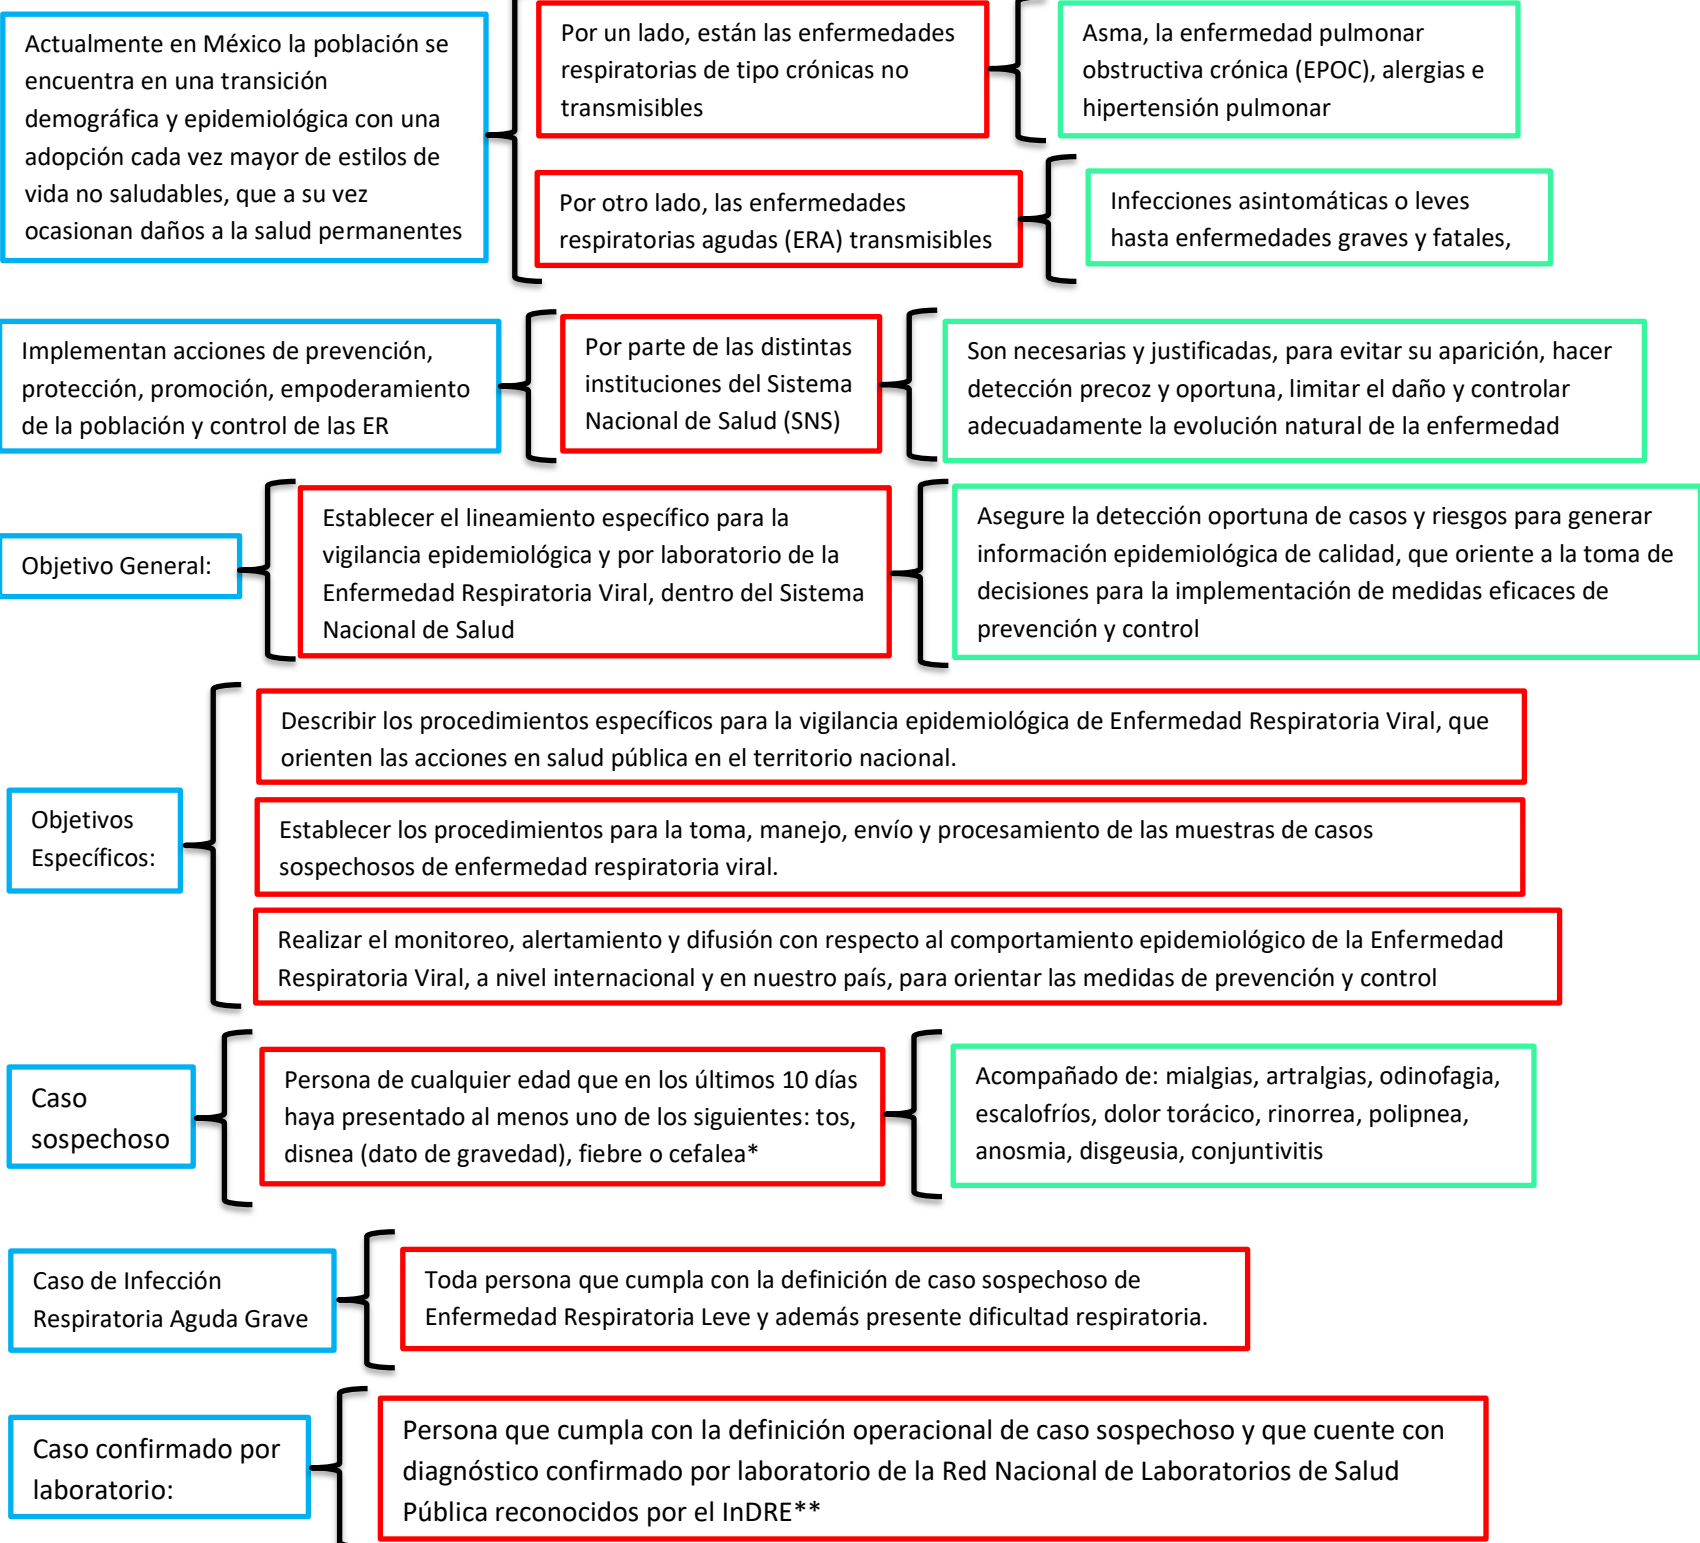 Actualmente en México la población se
encuentra en una transición
demográfica y epidemiológica con una
adopción cada vez mayor de estilos de
vida no saludables, que a su vez
ocasionan daños a la salud permanentes
Por un lado, están las enfermedades
respiratorias de tipo crónicas no
transmisibles
Asma, la enfermedad pulmonar
obstructiva crónica (EPOC), alergias e
hipertensión pulmonar
Por otro lado, las enfermedades
respiratorias agudas (ERA) transmisibles
Infecciones asintomáticas o leves
hasta enfermedades graves y fatales,
Implementan acciones de prevención,
protección, promoción, empoderamiento
de la población y control de las ER
Por parte de las distintas
instituciones del Sistema
Nacional de Salud (SNS)
Son necesarias y justificadas, para evitar su aparición, hacer
detección precoz y oportuna, limitar el daño y controlar
adecuadamente la evolución natural de la enfermedad
Objetivo General:
Establecer el lineamiento específico para la
vigilancia epidemiológica y por laboratorio de la
Enfermedad Respiratoria Viral, dentro del Sistema
Nacional de Salud
Asegure la detección oportuna de casos y riesgos para generar
información epidemiológica de calidad, que oriente a la toma de
decisiones para la implementación de medidas eficaces de
prevención y control
Objetivos
Específicos:
Describir los procedimientos específicos para la vigilancia epidemiológica de Enfermedad Respiratoria Viral, que
orienten las acciones en salud pública en el territorio nacional.
Establecer los procedimientos para la toma, manejo, envío y procesamiento de las muestras de casos
sospechosos de enfermedad respiratoria viral.
Realizar el monitoreo, alertamiento y difusión con respecto al comportamiento epidemiológico de la Enfermedad
Respiratoria Viral, a nivel internacional y en nuestro país, para orientar las medidas de prevención y control
Caso
sospechoso
Persona de cualquier edad que en los últimos 10 días
haya presentado al menos uno de los siguientes: tos,
disnea (dato de gravedad), fiebre o cefalea*
Acompañado de: mialgias, artralgias, odinofagia,
escalofríos, dolor torácico, rinorrea, polipnea,
anosmia, disgeusia, conjuntivitis
Caso de Infección
Respiratoria Aguda Grave
Toda persona que cumpla con la definición de caso sospechoso de
Enfermedad Respiratoria Leve y además presente dificultad respiratoria.
Caso confirmado por
laboratorio:
Persona que cumpla con la definición operacional de caso sospechoso y que cuente con
diagnóstico confirmado por laboratorio de la Red Nacional de Laboratorios de Salud
Pública reconocidos por el InDRE**